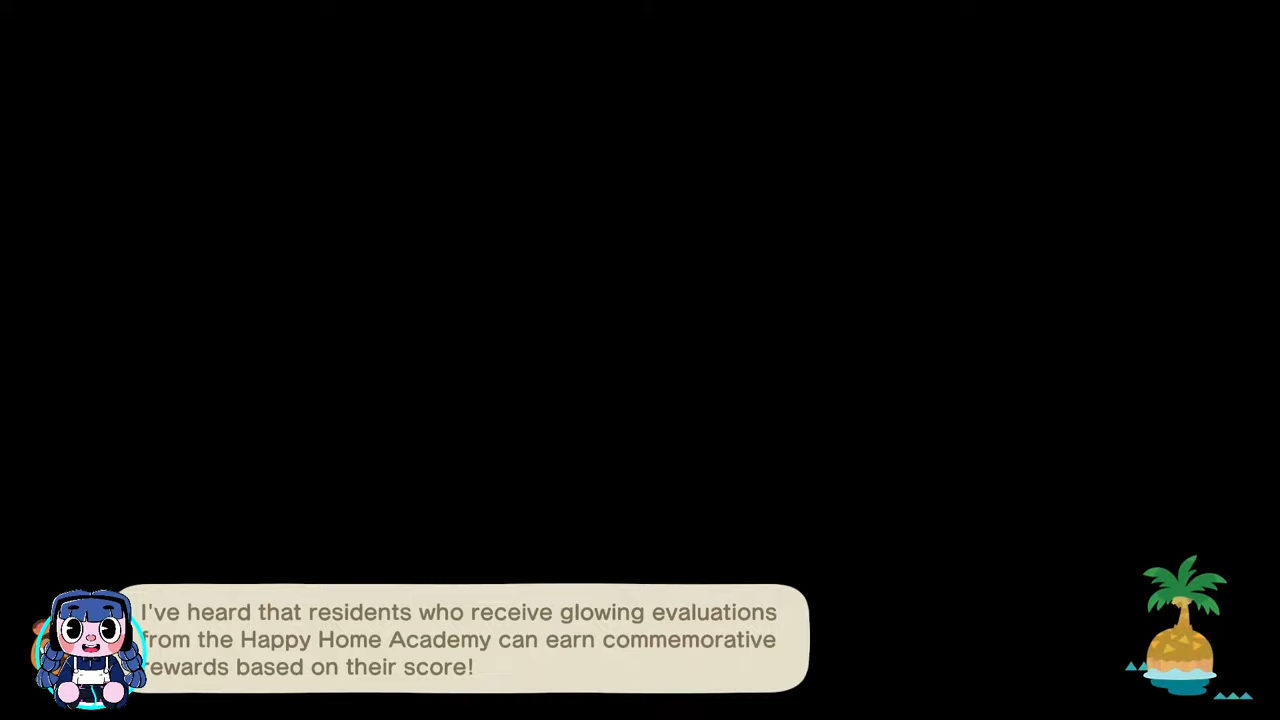 I've heard that residents who receive glowing evaluations
from the Happy Home Academy can earn commemorative
rewards based on their score!